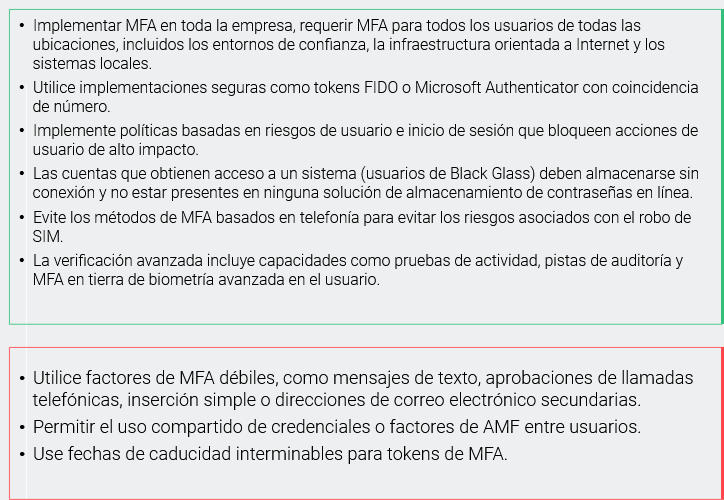 • Implementar MFA en toda la empresa, requerir MFA para todos los usuarios de todas las
ubicaciones, incluidos los entornos de confianza, la infraestructura orientada a Internet y los
sistemas locales.
• Utilice implementaciones seguras como tokens FIDO o Microsoft Authenticator con coincidencia
de número.
• Implemente políticas basadas en riesgos de usuario e inicio de sesión que bloqueen acciones de
usuario de alto impacto.
• Las cuentas que obtienen acceso a un sistema (usuarios de Black Glass) deben almacenarse sin
conexión y no estar presentes en ninguna solución de almacenamiento de contraseñas en línea.
• Evite los métodos de MFA basados en telefonía para evitar los riesgos asociados con el robo de
SIM.
• La verificación avanzada incluye capacidades como pruebas de actividad, pistas de auditoría y
MFA en tierra de biometría avanzada en el usuario.
• Utilice factores de MFA débiles, como mensajes de texto, aprobaciones de llamadas
telefónicas, inserción simple o direcciones de correo electrónico secundarias.
• Permitir el uso compartido de credenciales o factores de AMF entre usuarios.
• Use fechas de caducidad interminables para tokens de MFA.